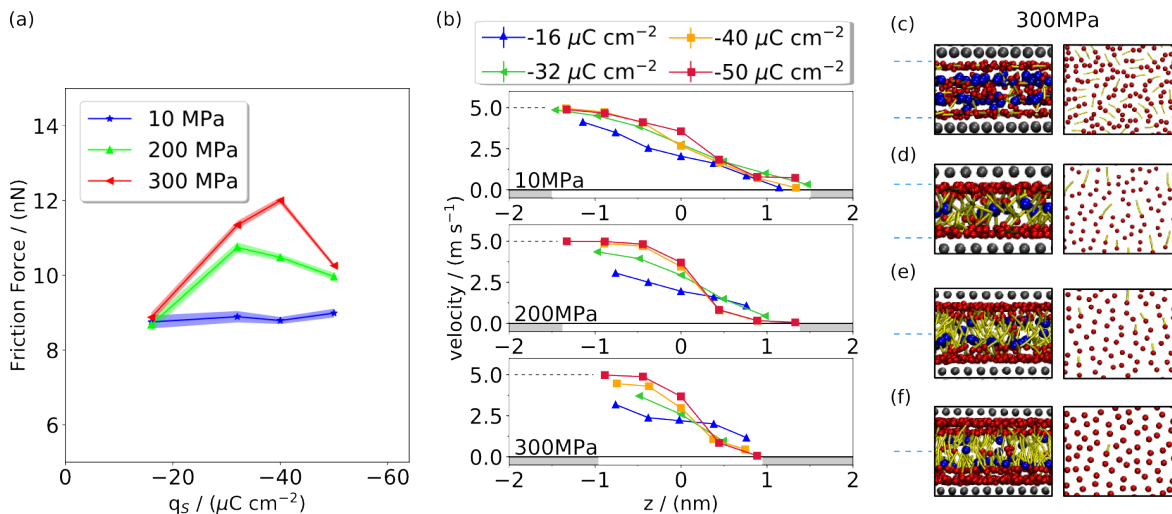 (a)
Friction Force / (nN)
14
12
10
8
6
0
−20
−40
−60
q_S / (μC cm⁻²)
10 MPa
200 MPa
300 MPa
(b)
-16 μC cm⁻²
-32 μC cm⁻²
-40 μC cm⁻²
-50 μC cm⁻²
velocity / (m s⁻¹)
5.0
2.5
0.0
10MPa
−2
−1
0
1
2
5.0
2.5
0.0
200MPa
−2
−1
0
1
2
5.0
2.5
0.0
300MPa
−2
−1
0
1
2
z / (nm)
300MPa
(c)
(d)
(e)
(f)